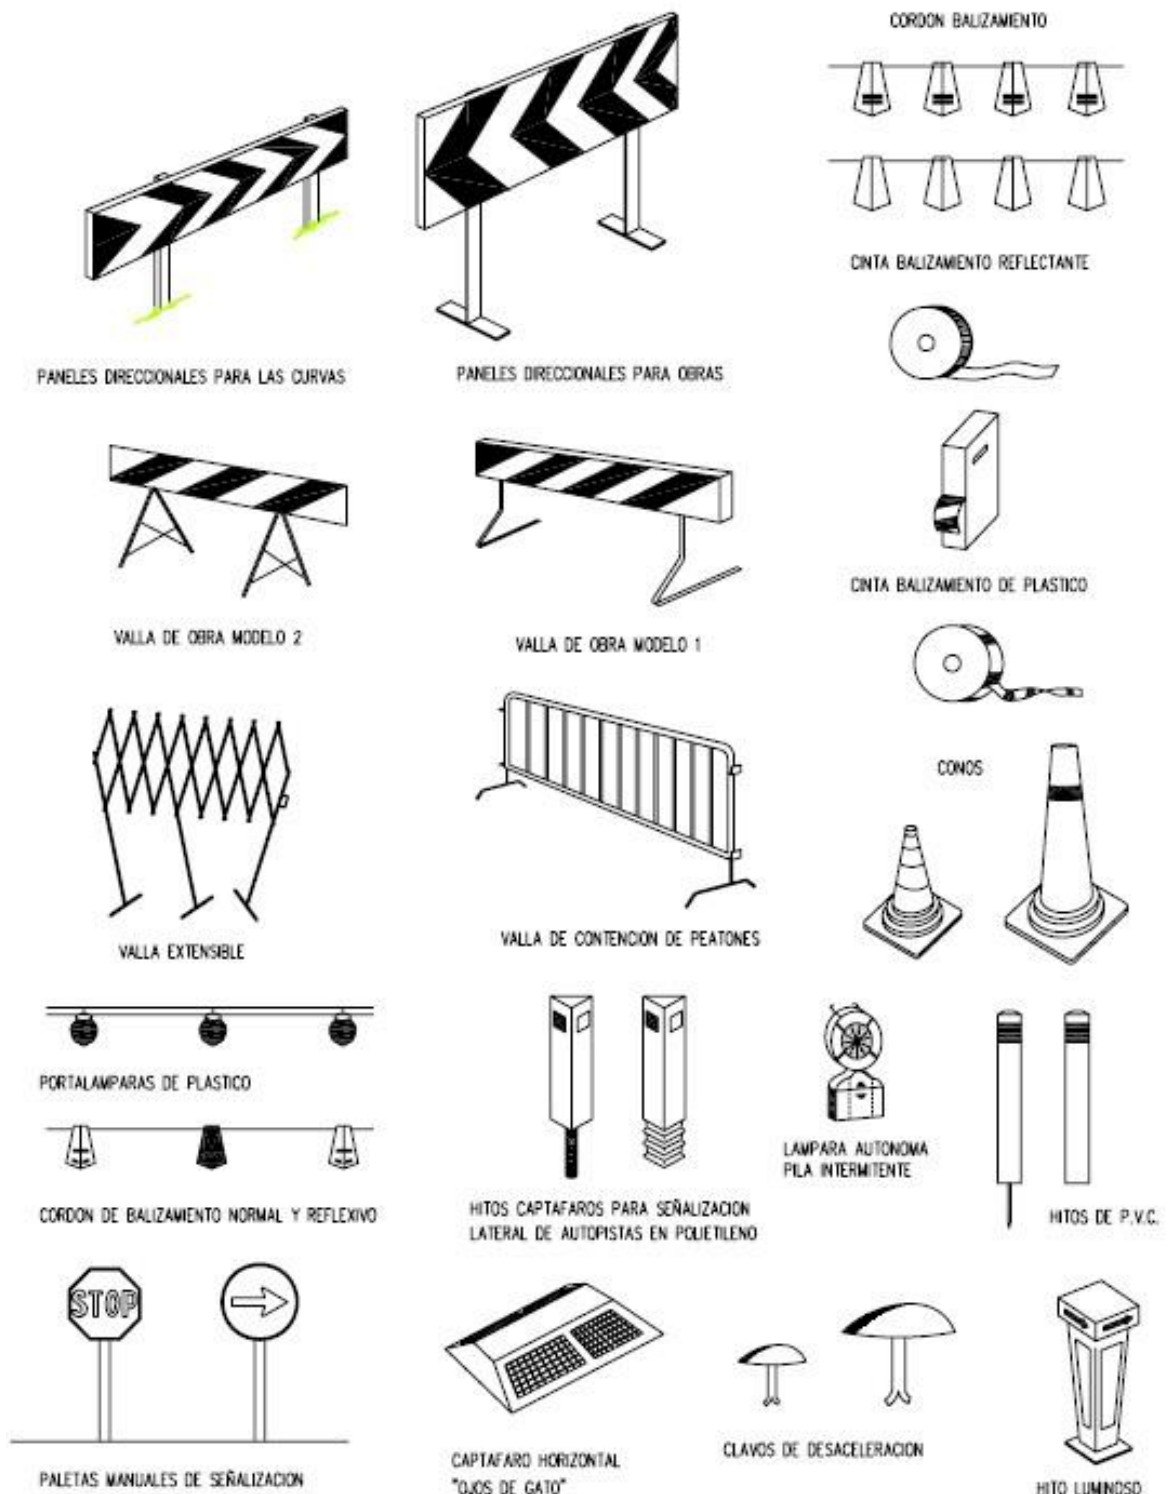 CORDON BALIZAMIENTO
CINTA BALIZAMIENTO REFLECTANTE
PANELES DIRECCIONALES PARA LAS CURVAS
PANELES DIRECCIONALES PARA OBRAS
CINTA BALIZAMIENTO DE PLASTICO
VALLA DE OBRA MODELO 2
VALLA DE OBRA MODELO 1
CONOS
VALLA EXTENSIBLE
VALLA DE CONTENCION DE PEATONES
PORTALAMPARAS DE PLASTICO
CORDON DE BALIZAMIENTO NORMAL Y REFLEXIVO
HITOS CAPTAFAROS PARA SEÑALIZACION
LATERAL DE AUTOPISTAS EN POLIETILENO
LAMPARA AUTONOMA
PILA INTERMITENTE
HITOS DE P.V.C.
STOP
PALETAS MANUALES DE SEÑALIZACION
CAPTAFARO HORIZONTAL
"OJOS DE GATO"
CLAVOS DE DESACELERACION
HITO LUMINOSO